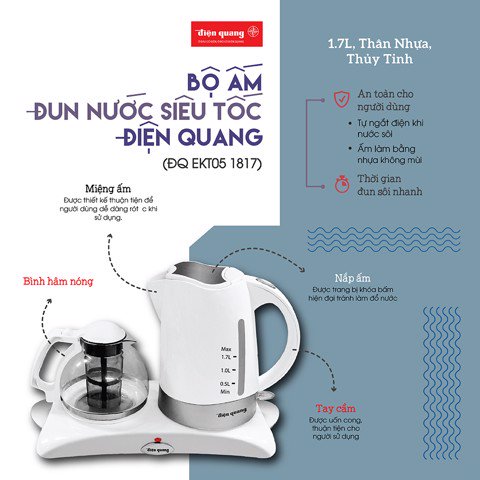 điện quang
BỘ ẤM
ĐUN NƯỚC SIÊU TỐC
ĐIỆN QUANG
(ĐQ EKT05 1817)
1.7L, Thân Nhựa,
Thủy Tinh
An toàn cho
người dùng
• Tự ngắt điện khi
nước sôi
• Ấm làm bằng
nhựa không mùi
Thời gian
đun sôi nhanh
Miệng ấm
Được thiết kế thuận tiện để
người dùng dễ dàng rót c khi
sử dụng.
Bình hâm nóng
Nắp ấm
Được trang bị khóa bấm
hiện đại tránh làm đổ nước
Max
1.7L
1.0L
0.5L
Min
điện quang
điện quang
Tay cầm
Được uốn cong,
thuận tiện cho
người sử dụng